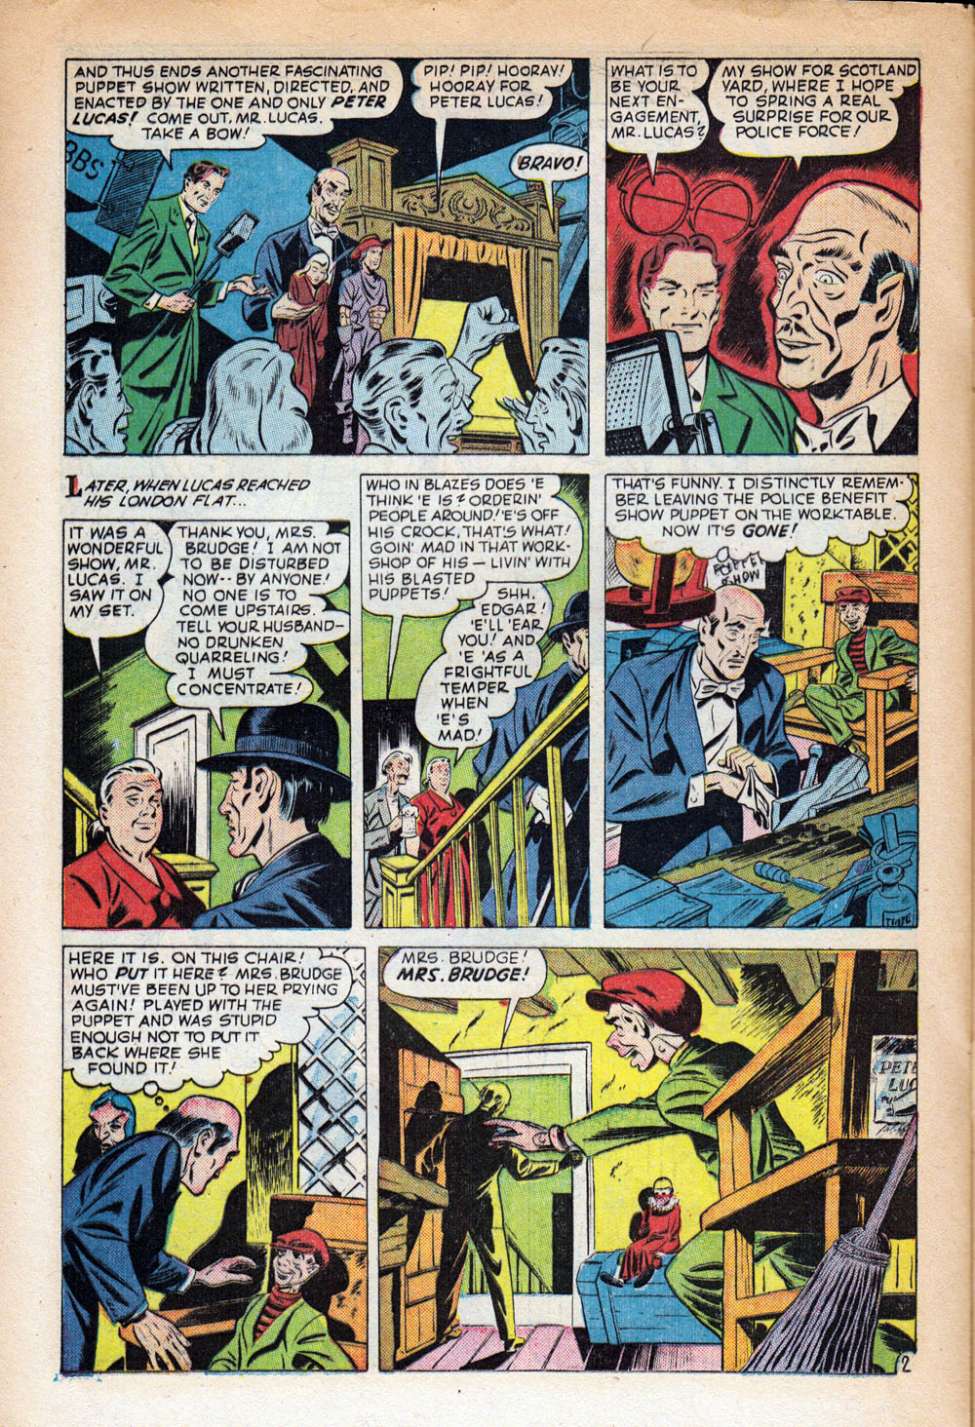 AND THUS ENDS ANOTHER FASCINATING
PUPPET SHOW WRITTEN, DIRECTED, AND
ENACTED BY THE ONE AND ONLY PETER
LUCAS! COME OUT, MR. LUCAS.
TAKE A BOW!
PIP! PIP! HOORAY!
HOORAY FOR
PETER LUCAS!
BRAVO!
BBS
WHAT IS TO
BE YOUR
NEXT EN-
GAGEMENT,
MR. LUCAS?
MY SHOW FOR SCOTLAND
YARD, WHERE I HOPE
TO SPRING A REAL
SURPRISE FOR OUR
POLICE FORCE!
LATER, WHEN LUCAS REACHED
HIS LONDON FLAT...
IT WAS A
WONDERFUL
SHOW, MR.
LUCAS. I
SAW IT ON
MY SET.
THANK YOU, MRS.
BRUDGE! I AM NOT
TO BE DISTURBED
NOW-- BY ANYONE!
NO ONE IS TO
COME UPSTAIRS.
TELL YOUR HUSBAND—
NO DRUNKEN
QUARRELING!
I MUST
CONCENTRATE!
WHO IN BLAZES DOES 'E
THINK 'E IS? ORDERIN'
PEOPLE AROUND! 'E'S OFF
HIS CROCK, THAT'S WHAT!
GOIN' MAD IN THAT WORK-
SHOP OF HIS — LIVIN' WITH
HIS BLASTED
PUPPETS!
SHH.
EDGAR!
'E'LL 'EAR
YOU! AND
'E 'AS A
FRIGHTFUL
TEMPER
WHEN
'E'S
MAD!
THAT'S FUNNY. I DISTINCTLY REMEM-
BER LEAVING THE POLICE BENEFIT
SHOW PUPPET ON THE WORKTABLE.
NOW IT'S GONE!
PUPPET
SHOW
HERE IT IS. ON THIS CHAIR!
WHO PUT IT HERE? MRS. BRUDGE
MUST'VE BEEN UP TO HER PRYING
AGAIN! PLAYED WITH THE
PUPPET AND WAS STUPID
ENOUGH NOT TO PUT IT
BACK WHERE SHE
FOUND IT!
MRS. BRUDGE!
MRS. BRUDGE!
PETE
LUC
2